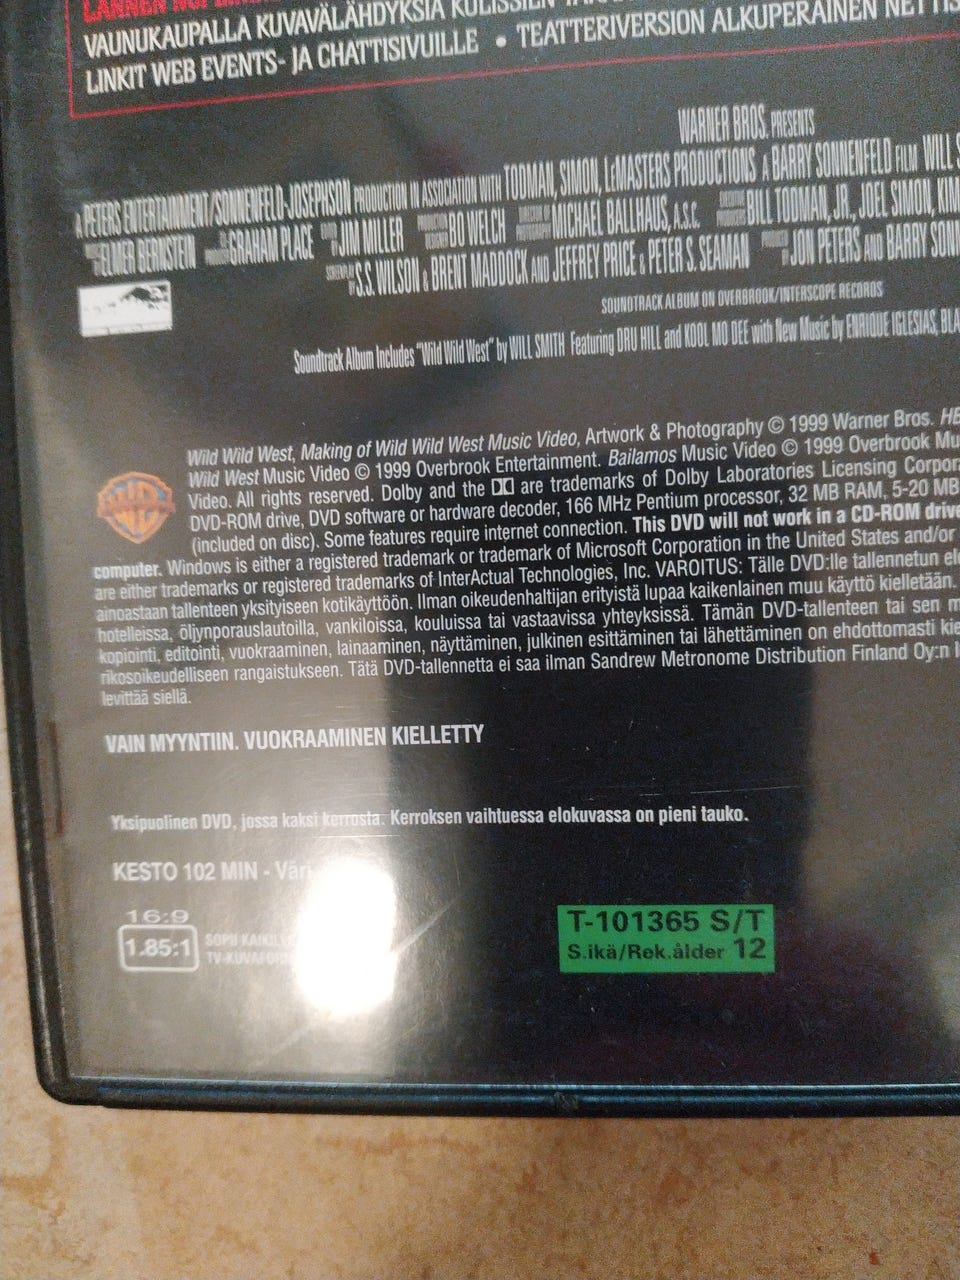 LÄNNEN
VAUNUKAUPALLA KUVAVÄLÄHDYKSIÄ KULISSIEN
LINKIT WEB EVENTS- JA CHATTISIVUILLE • TEATTERIVERSION ALKUPERÄINEN
WARNER BROS. PRESENTS
A PETERS ENTERTAINMENT/SONNENFELD-JOSEPHSON PRODUCTION IN ASSOCIATION WITH TODMAN, SIMON, LEMASTERS PRODUCTIONS A BARRY SONNENFELD FILM WILL
ELMER BERNSTEIN GRAHAM PLACE JIM MILLER BO WELCH MICHAEL BALLHAUS, A.S.C. BILL TODMAN, JR., JOEL SIMON, KIM
S.S. WILSON & BRENT MADDOCK AND JEFFREY PRICE & PETER S. SEAMAN JON PETERS AND BARRY
SOUNDTRACK ALBUM ON OVERBROOK/INTERSCOPE RECORDS
Soundtrack Album Includes "Wild Wild West" by WILL SMITH Featuring DRU HILL and KOOL MO DEE with New Music by ENRIQUE IGLESIAS,
Wild Wild West, Making of Wild Wild West Music Video, Artwork & Photography © 1999 Warner Bros.
Wild West Music Video © 1999 Overbrook Entertainment. Bailamos Music Video © 1999 Overbrook
Video. All rights reserved. Dolby and the are trademarks of Dolby Laboratories Licensing
DVD-ROM drive, DVD software or hardware decoder, 166 MHz Pentium processor, 32 MB RAM, 5-20 MB
(included on disc). Some features require internet connection. This DVD will not work in a CD-ROM drive
computer. Windows is either a registered trademark or trademark of Microsoft Corporation in the United States and/or
are either trademarks or registered trademarks of InterActual Technologies, Inc. VAROITUS: Tälle DVD:lle tallennetun
ainoastaan tallenteen yksityiseen kotikäyttöön. Ilman oikeudenhaltijan erityistä lupaa kaikenlainen muu käyttö kielletään.
hotelleissa, öljynporauslautoilla, vankiloissa, kouluissa tai vastaavissa yhteyksissä. Tämän DVD-tallenteen tai sen
kopiointi, editointi, vuokraaminen, lainaaminen, näyttäminen, julkinen esittäminen tai lähettäminen on ehdottomasti
rikosoikeudelliseen rangaistukseen. Tätä DVD-tallennetta ei saa ilman Sandrew Metronome Distribution Finland Oy:n
levittää siellä.
VAIN MYYNTIIN. VUOKRAAMINEN KIELLETTY
Yksipuolinen DVD, jossa kaksi kerrosta. Kerroksen vaihtuessa elokuvassa on pieni tauko.
KESTO 102 MIN - Väri
16:9
1.85:1 SOPII KAIKILLE
TV-KUVAFOR
T-101365 S/T
S.ikä/Rek.ålder 12